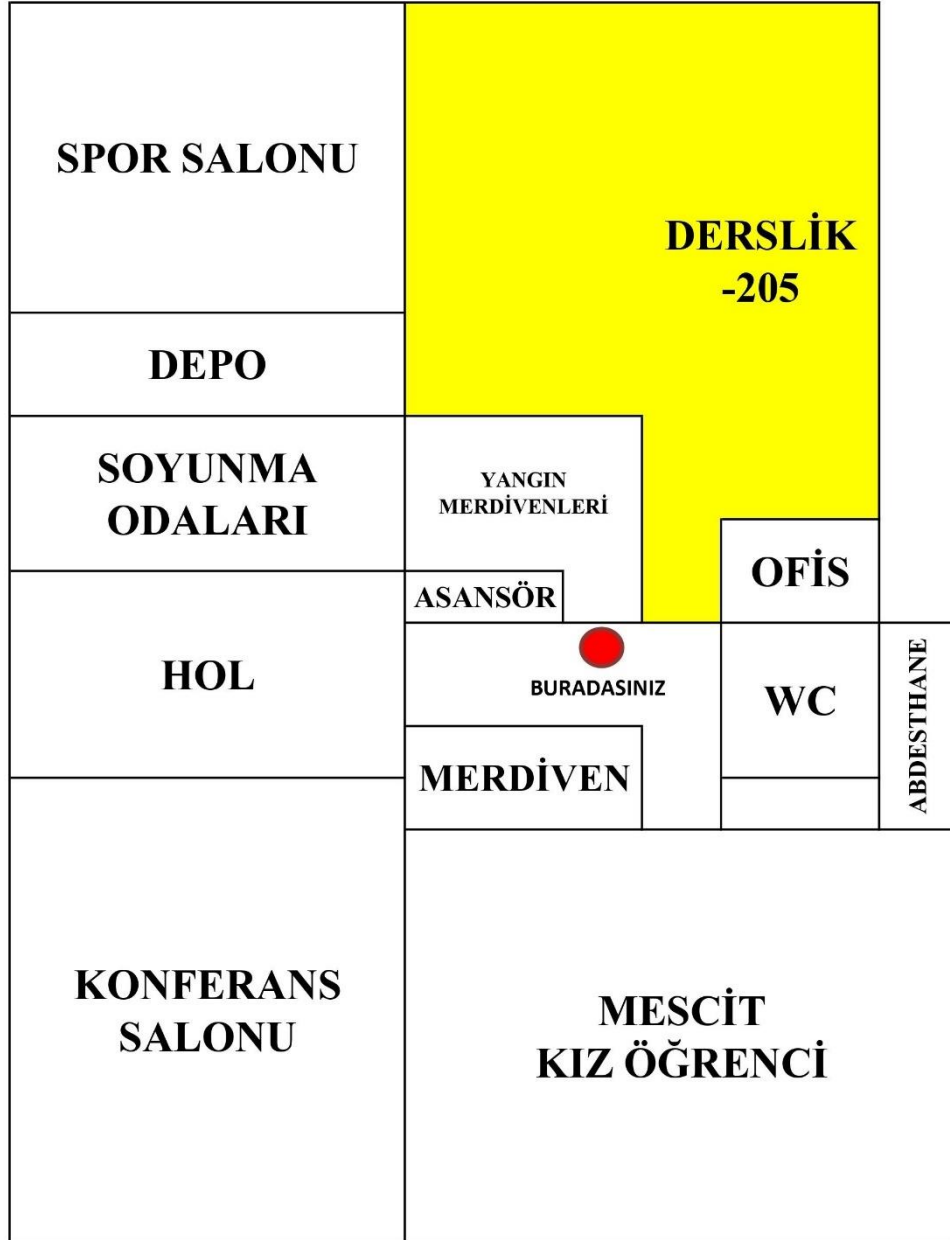 SPOR SALONU
DERSLİK
-205
DEPO
SOYUNMA
ODALARI
YANGIN
MERDİVENLERİ
OFİS
ASANSÖR
HOL
BURADASINIZ
WC
ABDESTHANE
MERDİVEN
KONFERANS
SALONU
MESCİT
KIZ ÖĞRENCİ